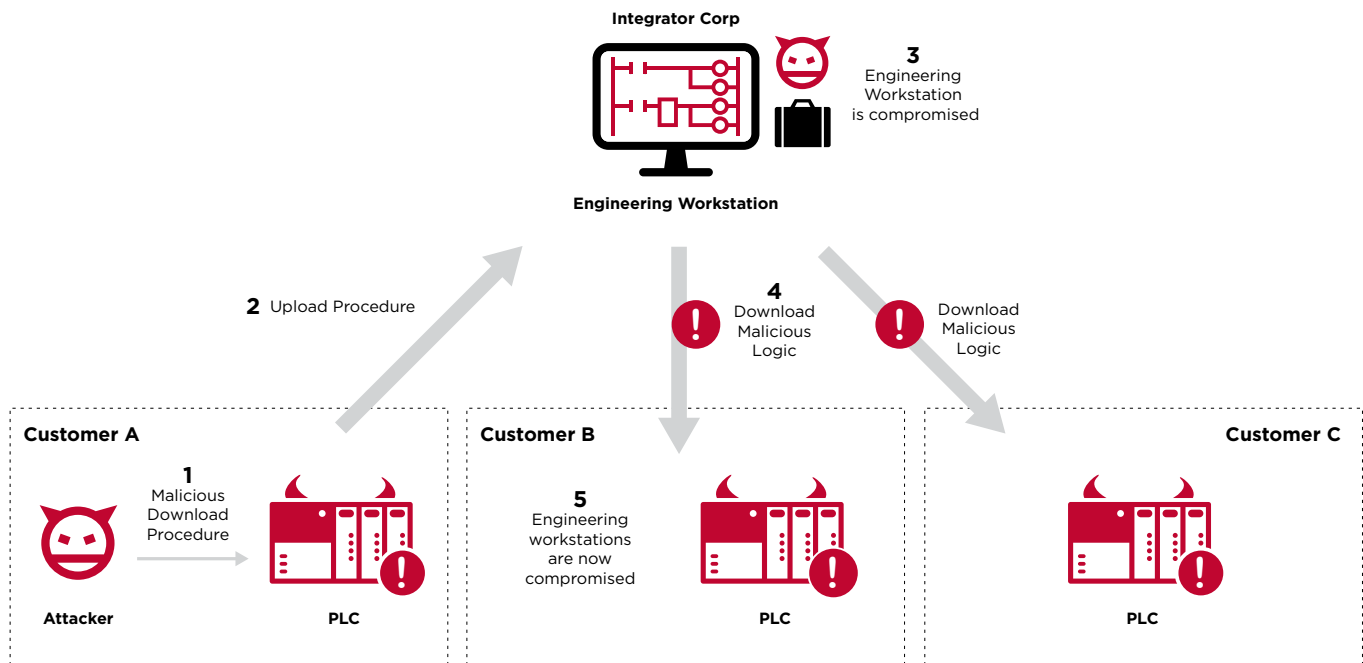 Integrator Corp
3
Engineering
Workstation
is compromised
Engineering Workstation
2 Upload Procedure
4
Download
Malicious
Logic
Download
Malicious
Logic
Customer A
1
Malicious
Download
Procedure
Attacker
PLC
Customer B
5
Engineering
workstations
are now
compromised
PLC
Customer C
PLC